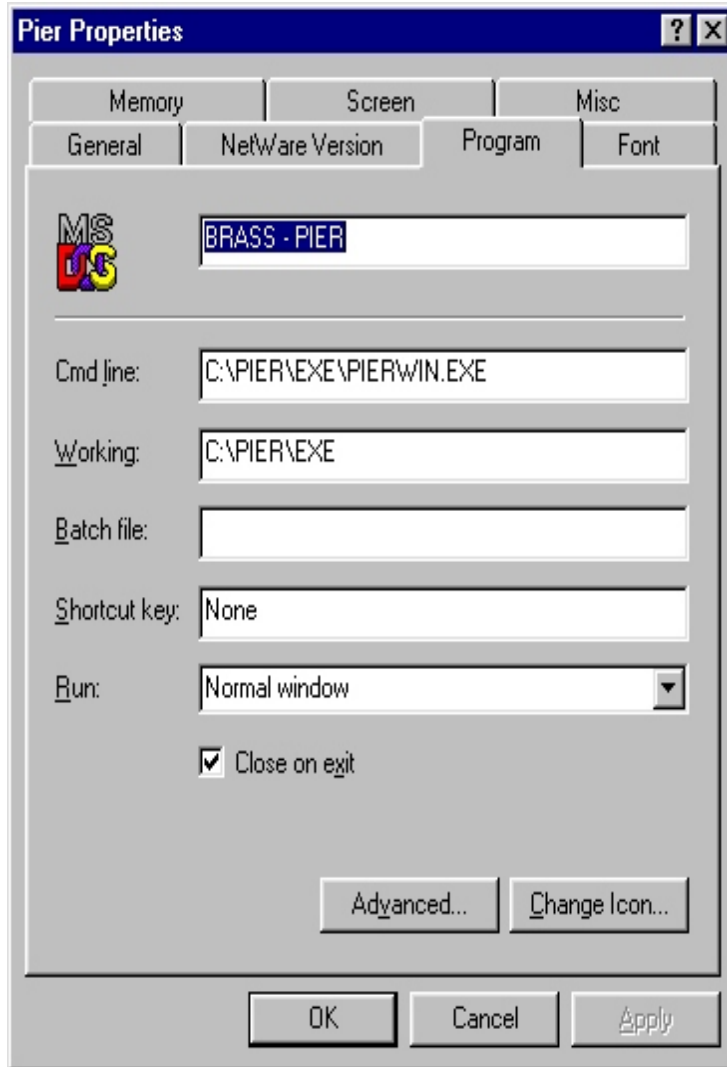 Pier Properties
? X
Memory Screen Misc
General NetWare Version Program Font
MS
DOS
BRASS - PIER
Cmd line: C:\PIER\EXE\PIERWIN.EXE
Working: C:\PIER\EXE
Batch file:
Shortcut key: None
Run: Normal window
Close on exit
Advanced... Change Icon...
OK Cancel Apply